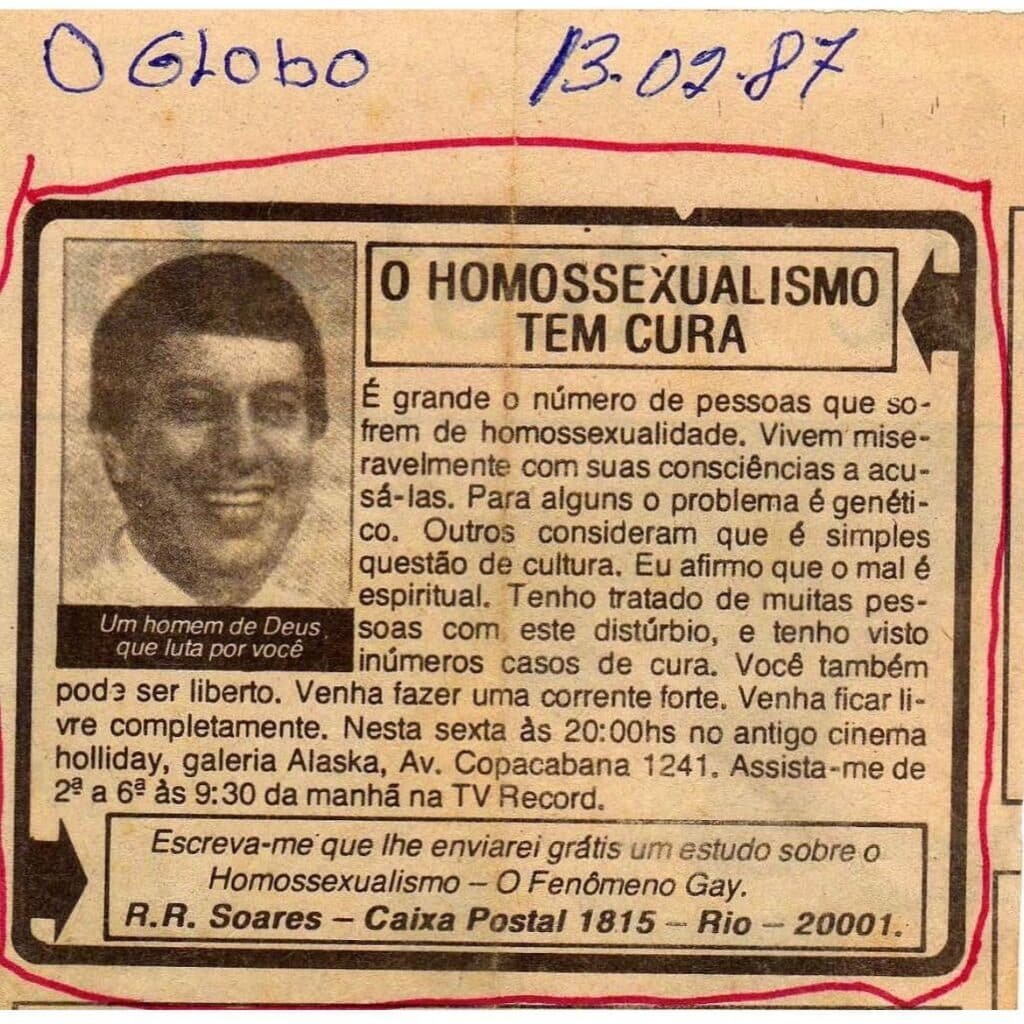 O GLObO 13.02.87
O HOMOSSEXUALISMO
TEM CURA
É grande o número de pessoas que so-
frem de homossexualidade. Vivem mise-
ravelmente com suas consciências a acu-
sá-las. Para alguns o problema é genéti-
co. Outros consideram que é simples
questão de cultura. Eu afirmo que o mal é
espiritual. Tenho tratado de muitas pes-
soas com este distúrbio, e tenho visto
inúmeros casos de cura. Você também
pode ser liberto. Venha fazer uma corrente forte. Venha ficar li-
vre completamente. Nesta sexta às 20:00hs no antigo cinema
holliday, galeria Alaska, Av. Copacabana 1241. Assista-me de
2ª a 6ª às 9:30 da manhã na TV Record.
Um homem de Deus
que luta por você
Escreva-me que lhe enviarei grátis um estudo sobre o
Homossexualismo – O Fenômeno Gay.
R.R. Soares – Caixa Postal 1815 – Rio – 20001.